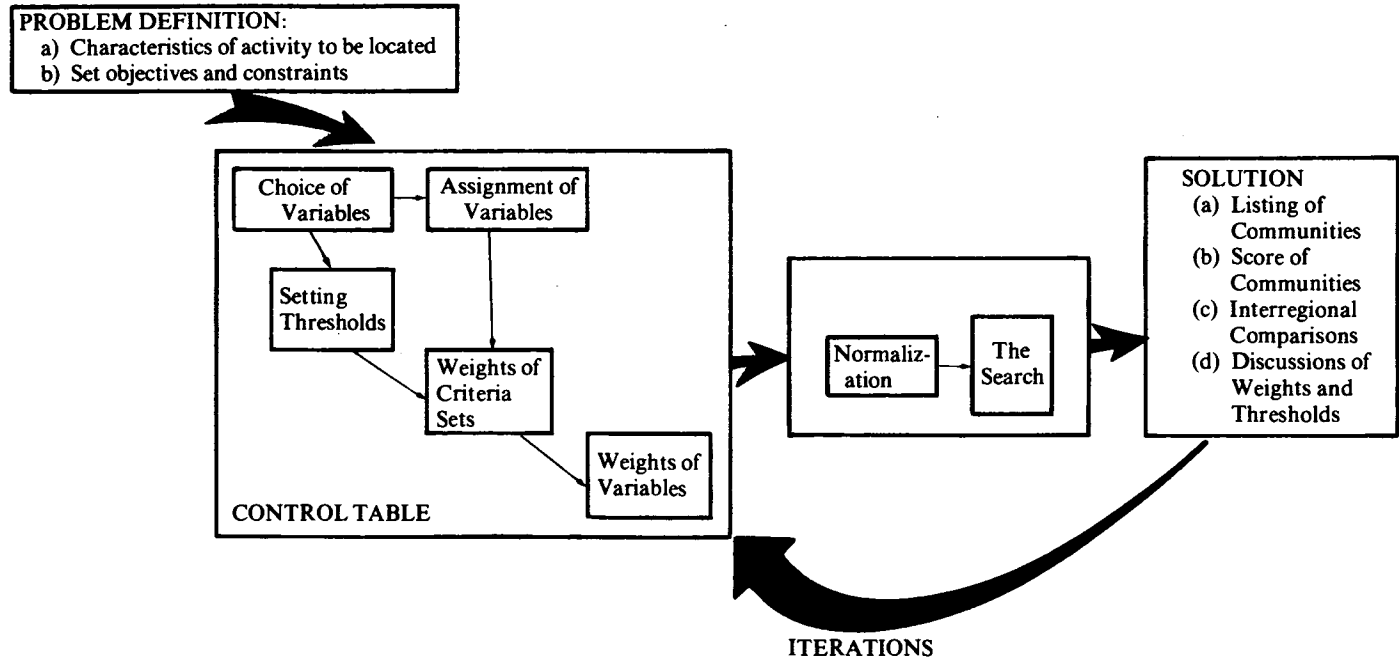 PROBLEM DEFINITION:
a) Characteristics of activity to be located
b) Set objectives and constraints
Choice of
Variables
Assignment of
Variables
Setting
Thresholds
Weights of
Criteria
Sets
Weights of
Variables
CONTROL TABLE
Normaliz-
ation
The
Search
SOLUTION
(a) Listing of
Communities
(b) Score of
Communities
(c) Interregional
Comparisons
(d) Discussions of
Weights and
Thresholds
ITERATIONS